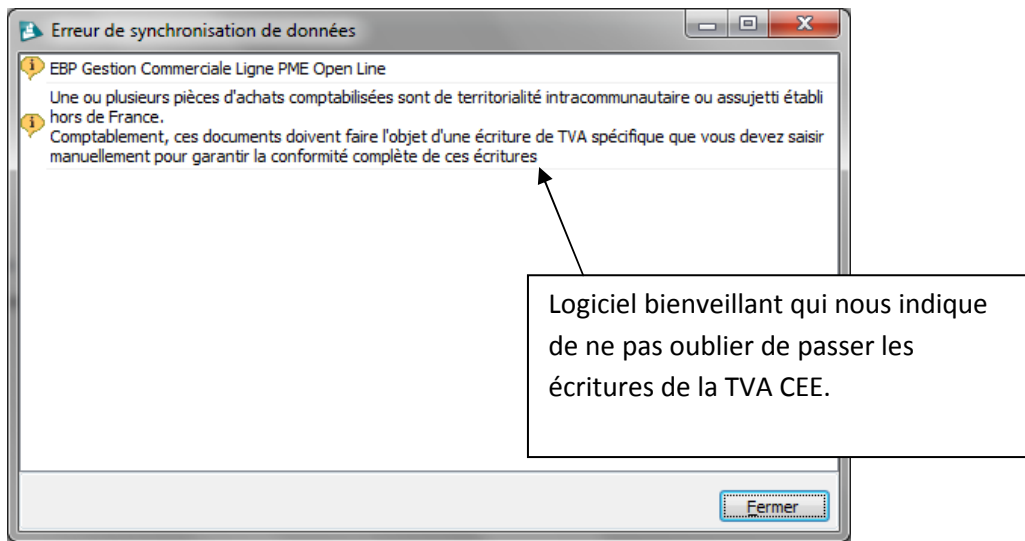 Erreur de synchronisation de données
EBP Gestion Commerciale Ligne PME Open Line
Une ou plusieurs pièces d'achats comptabilisées sont de territorialité intracommunautaire ou assujetti établi
hors de France.
Comptablement, ces documents doivent faire l'objet d'une écriture de TVA spécifique que vous devez saisir
manuellement pour garantir la conformité complète de ces écritures
Logiciel bienveillant qui nous indique
de ne pas oublier de passer les
écritures de la TVA CEE.
Fermer